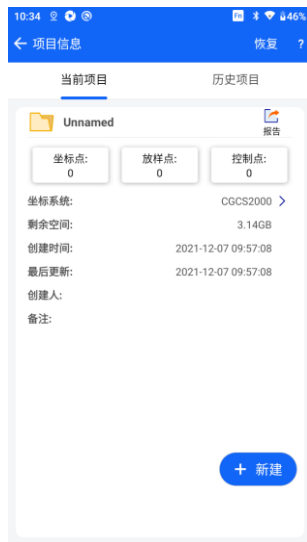 10:34 46%
项目信息 恢复 ?
当前项目 历史项目
Unnamed 报告
坐标点: 放样点: 控制点:
0 0 0
坐标系统: CGCS2000
剩余空间: 3.14GB
创建时间: 2021-12-07 09:57:08
最后更新: 2021-12-07 09:57:08
创建人:
备注:
+ 新建